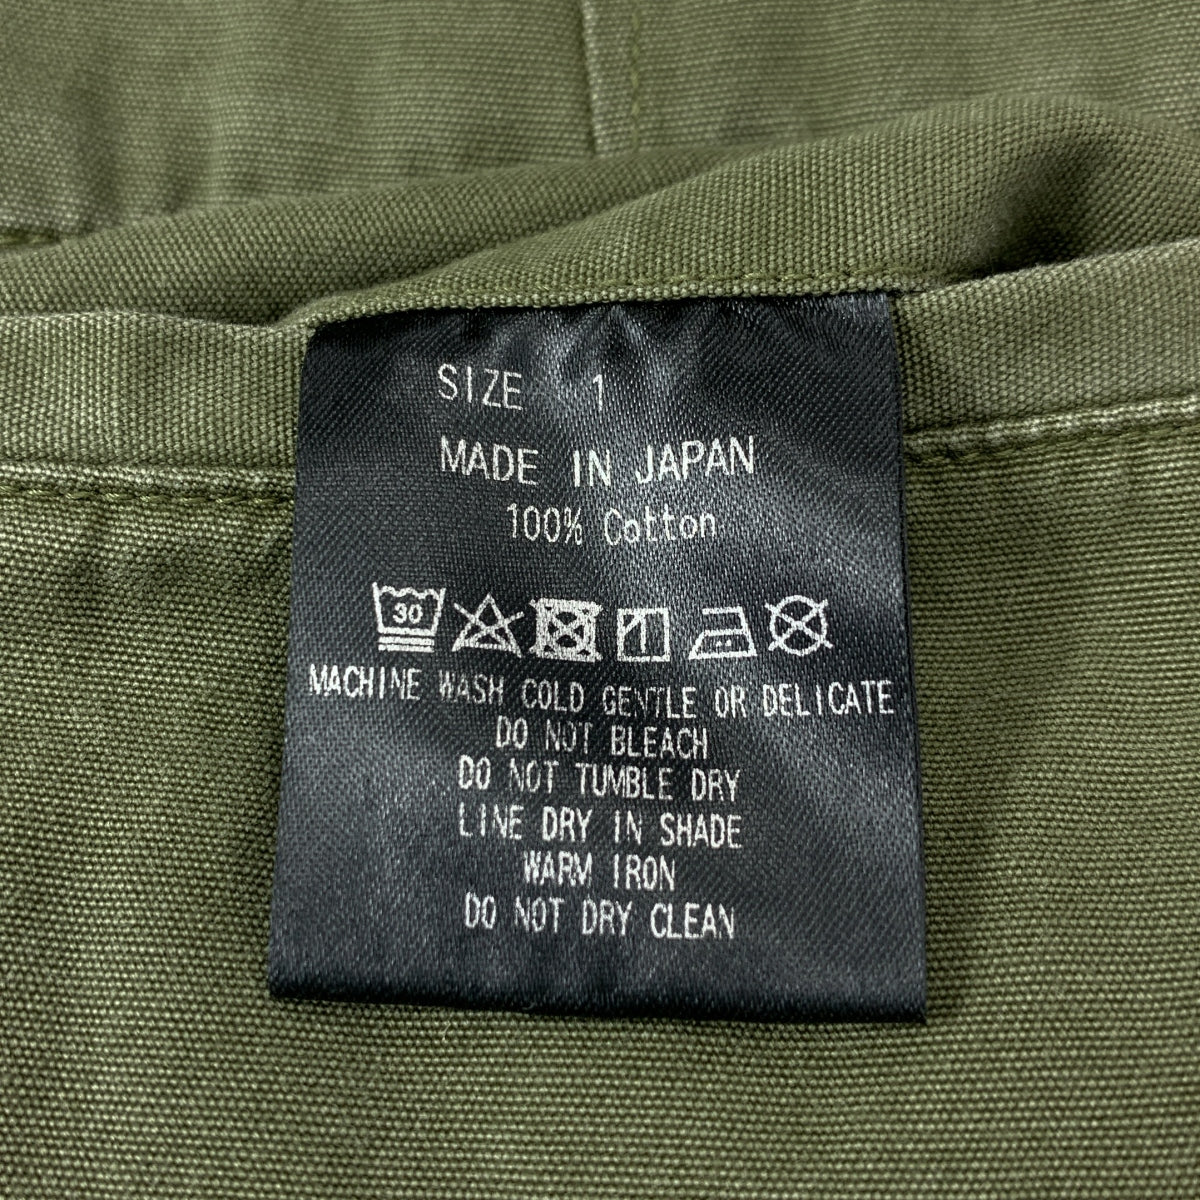 SIZE 1
MADE IN JAPAN
100% Cotton
30
MACHINE WASH COLD GENTLE OR DELICATE
DO NOT BLEACH
DO NOT TUMBLE DRY
LINE DRY IN SHADE
WARM IRON
DO NOT DRY CLEAN